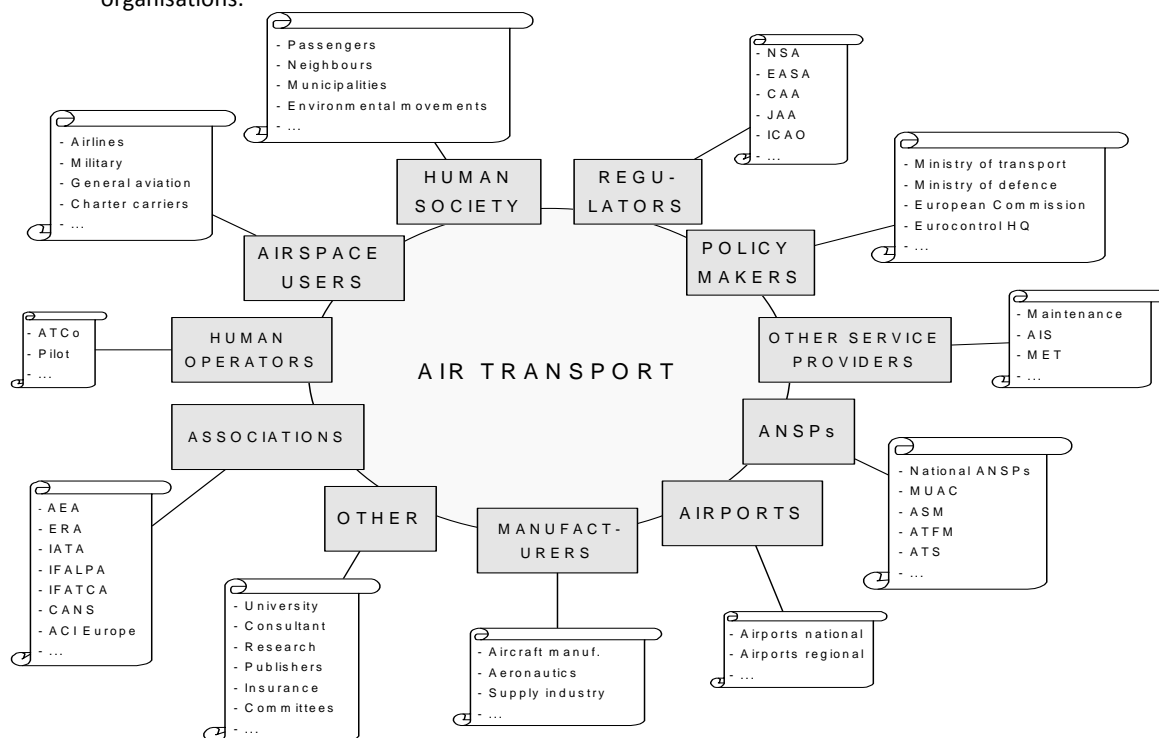 organisations.
- Passengers
- Neighbours
- Municipalities
- Environmental movements
- ...
- NSA
- EASA
- CAA
- JAA
- ICAO
- ...
- Airlines
- Military
- General aviation
- Charter carriers
- ...
- Ministry of transport
- Ministry of defence
- European Commission
- Eurocontrol HQ
- ...
HUMAN
SOCIETY
REGU-
LATORS
AIRSPACE
USERS
POLICY
MAKERS
- ATCo
- Pilot
- ...
HUMAN
OPERATORS
AIR TRANSPORT
OTHER SERVICE
PROVIDERS
- Maintenance
- AIS
- MET
- ...
ASSOCIATIONS
ANSPs
- National ANSPs
- MUAC
- ASM
- ATFM
- ATS
- ...
- AEA
- ERA
- IATA
- IFALPA
- IFATCA
- CANS
- ACI Europe
- ...
OTHER
MANUFACT-
URERS
AIRPORTS
- University
- Consultant
- Research
- Publishers
- Insurance
- Committees
- ...
- Aircraft manuf.
- Aeronautics
- Supply industry
- ...
- Airports national
- Airports regional
- ...